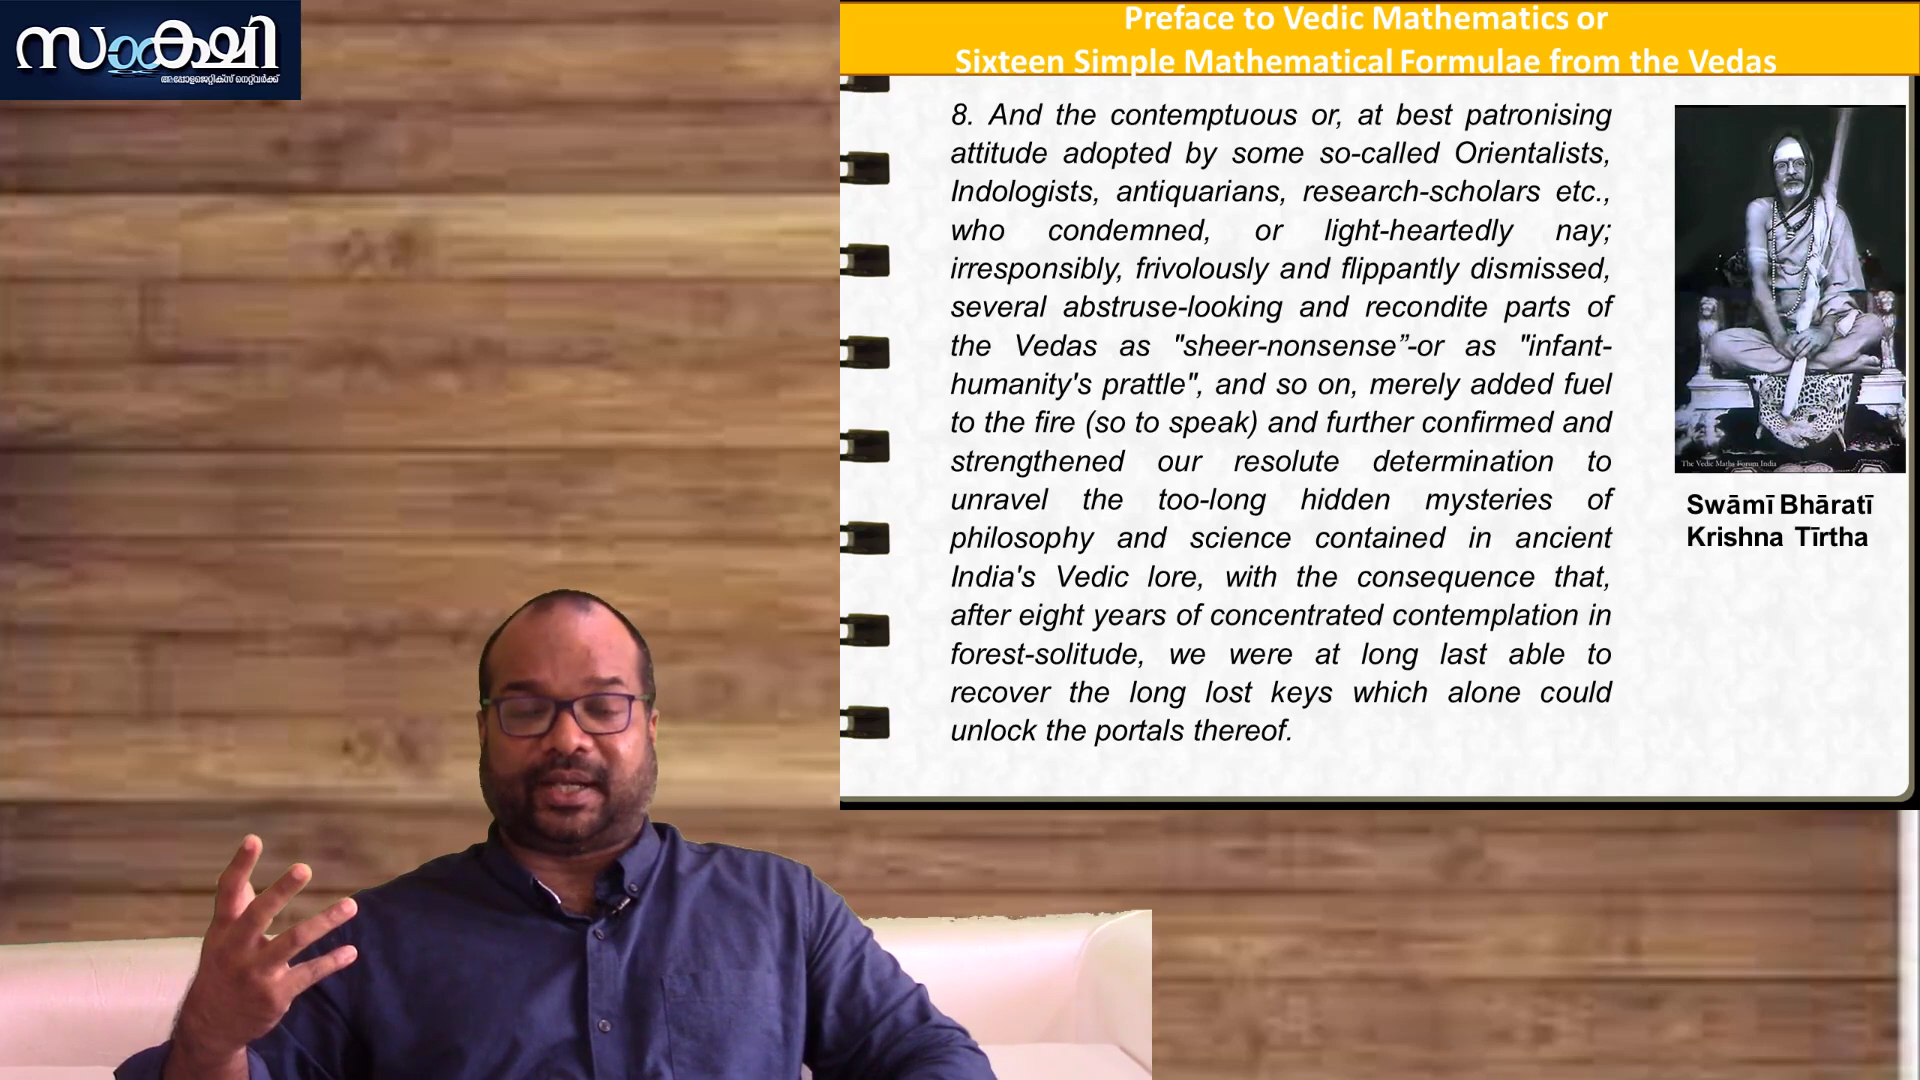 സാക്ഷി
അപ്പോളജെറ്റിക്സ് നെറ്റ്‌വർക്ക്
Preface to Vedic Mathematics or
Sixteen Simple Mathematical Formulae from the Vedas
8. And the contemptuous or, at best patronising
attitude adopted by some so-called Orientalists,
Indologists, antiquarians, research-scholars etc.,
who condemned, or light-heartedly nay;
irresponsibly, frivolously and flippantly dismissed,
several abstruse-looking and recondite parts of
the Vedas as "sheer-nonsense”-or as "infant-
humanity's prattle", and so on, merely added fuel
to the fire (so to speak) and further confirmed and
strengthened our resolute determination to
unravel the too-long hidden mysteries of
philosophy and science contained in ancient
India's Vedic lore, with the consequence that,
after eight years of concentrated contemplation in
forest-solitude, we were at long last able to
recover the long lost keys which alone could
unlock the portals thereof.
The Vedic Maths Forum India
Swāmī Bhāratī
Krishna Tīrtha